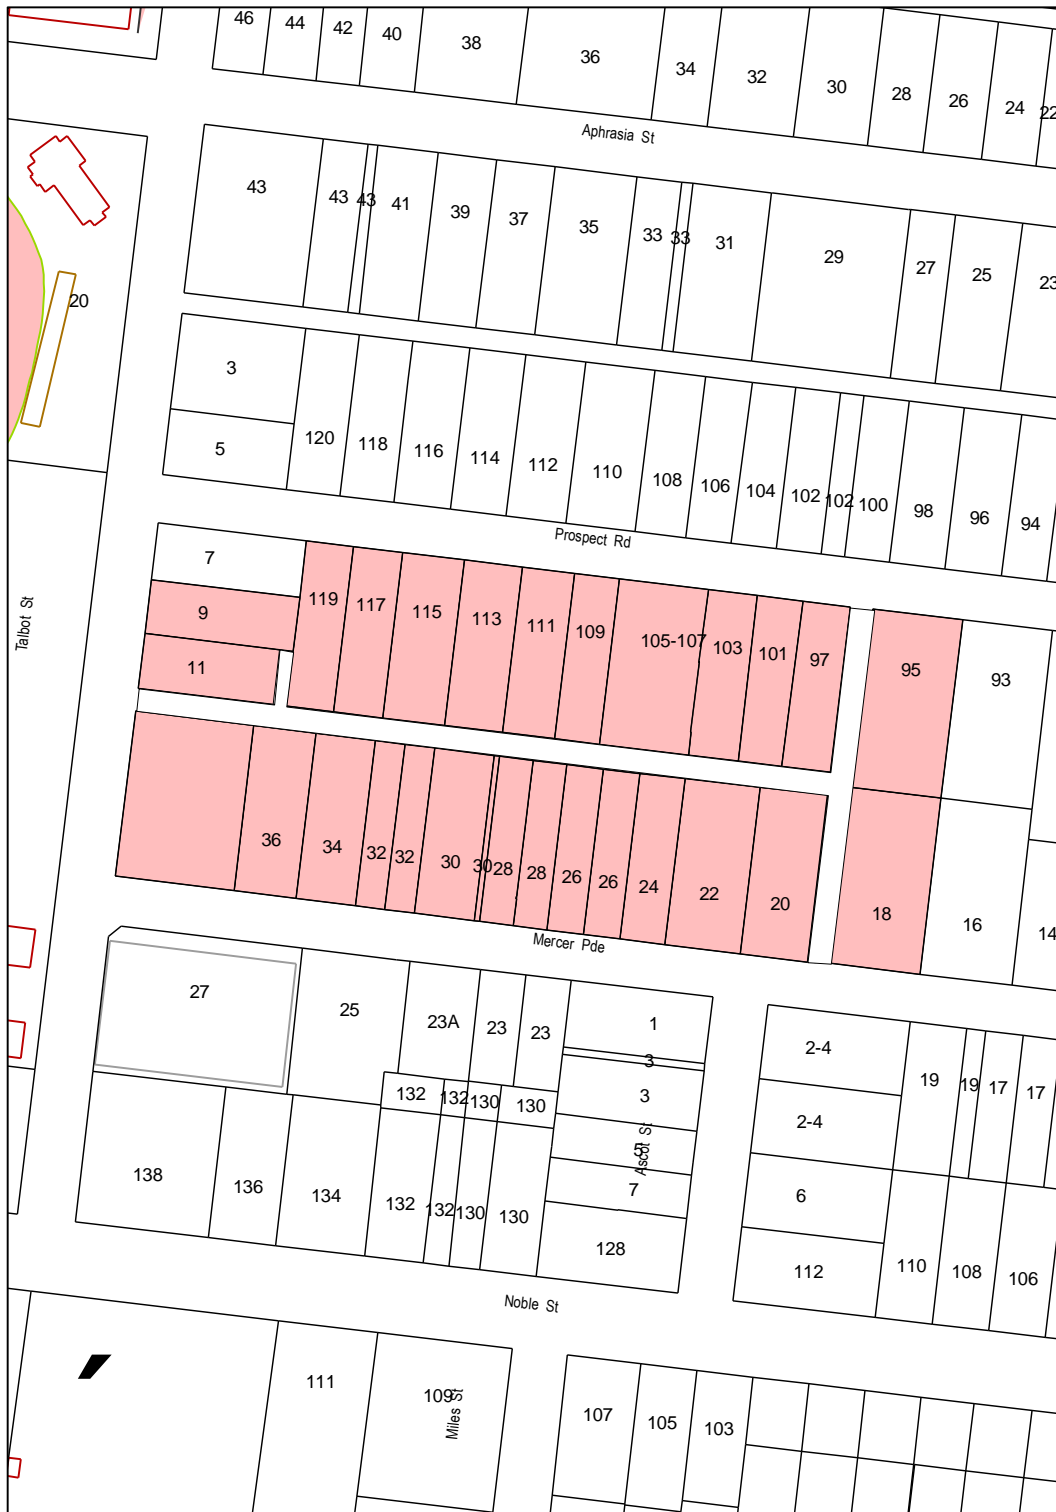 46 44 42 40 38 36 34 32 30 28 26 24 22
Aphrasia St
43 43 43 41 39 37 35 33 33 31 29 27 25 23
20
3
5
120 118 116 114 112 110 108 106 104 102 102 100 98 96 94
Prospect Rd
Talbot St
7
9
11
119 117 115 113 111 109 105-107 103 101 97 95 93
36 34 32 32 30 30 28 28 26 26 24 22 20 18 16 14
Mercer Pde
27 25 23A 23 23 1
3
3
5
7
128
Ascot St
2-4 19 19 17 17
2-4
6
112
132 132 130 130
138 136 134 132 132 130 130
110 108 106
Noble St
111 109
Miles St
107 105 103